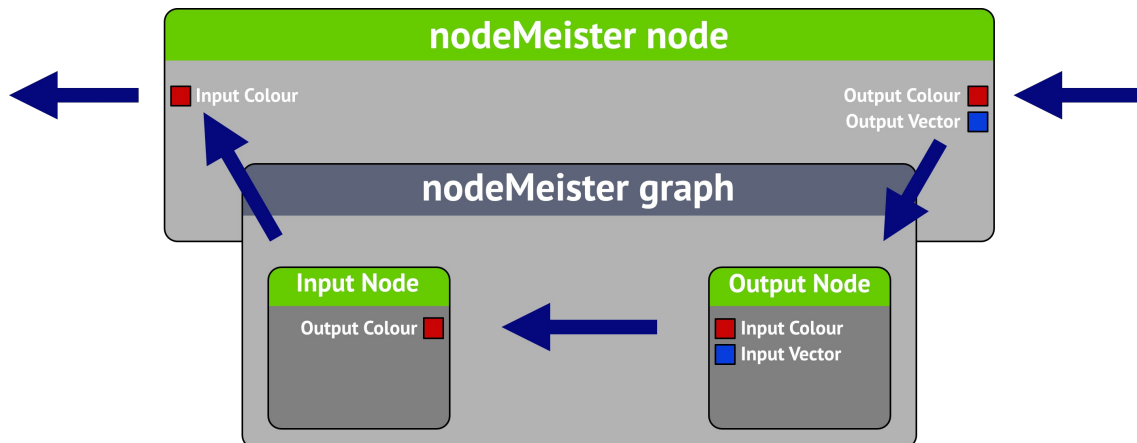 nodeMeister node
Input Colour
Output Colour
Output Vector
nodeMeister graph
Input Node
Output Colour
Output Node
Input Colour
Input Vector